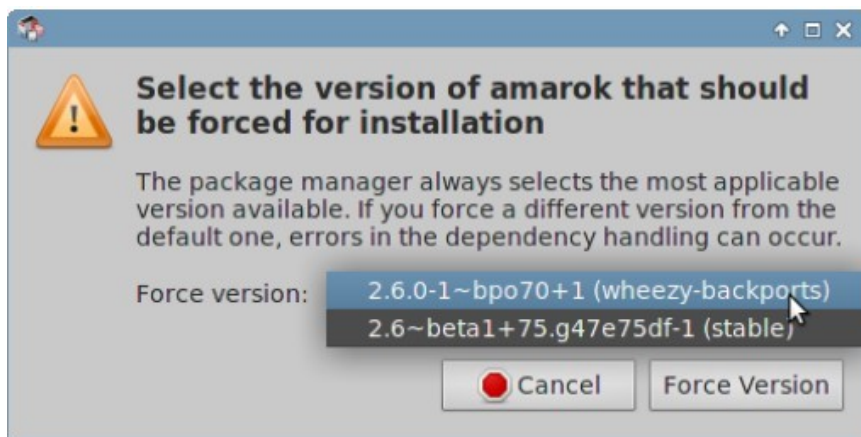 Select the version of amarok that should
be forced for installation
The package manager always selects the most applicable
version available. If you force a different version from the
default one, errors in the dependency handling can occur.
Force version:
2.6.0-1~bpo70+1 (wheezy-backports)
2.6~beta1+75.g47e75df-1 (stable)
Cancel
Force Version